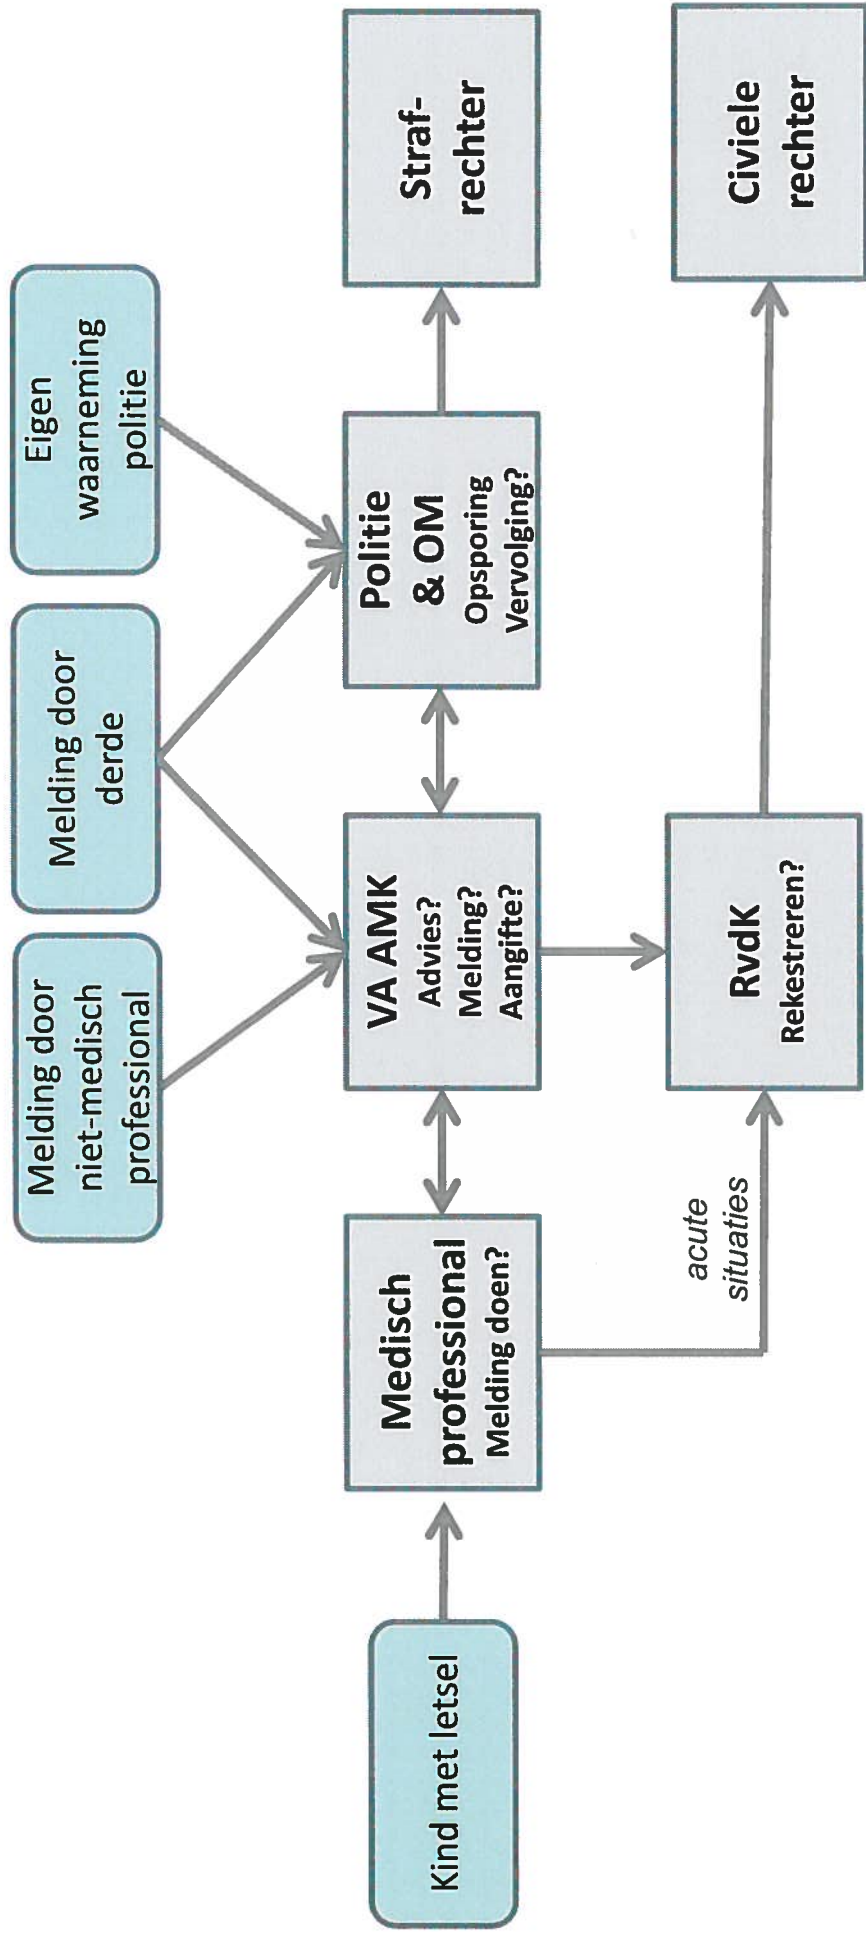 Melding door
niet-medisch
professional
Melding door
derde
Eigen
waarneming
politie
Kind met letsel
Medisch
professional
Melding doen?
VA AMK
Advies?
Melding?
Aangifte?
Politie
& OM
Opsporing
Vervolging?
Straf-
rechter
acute
situaties
RvdK
Rekestreren?
Civiele
rechter